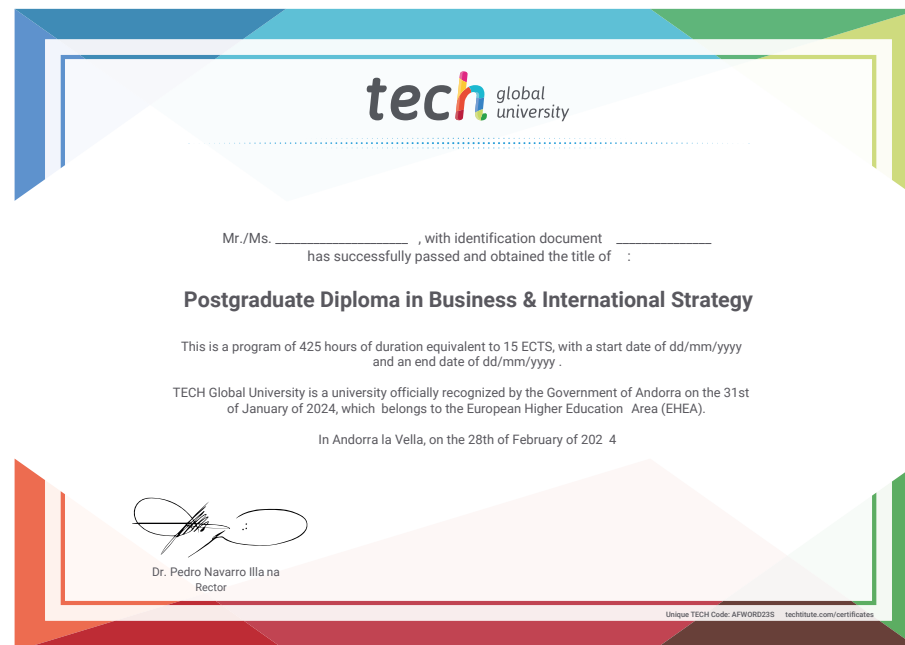 tech global university
Mr./Ms. ____________________ , with identification document ______________
has successfully passed and obtained the title of :
Postgraduate Diploma in Business & International Strategy
This is a program of 425 hours of duration equivalent to 15 ECTS, with a start date of dd/mm/yyyy
and an end date of dd/mm/yyyy .
TECH Global University is a university officially recognized by the Government of Andorra on the 31st
of January of 2024, which belongs to the European Higher Education Area (EHEA).
In Andorra la Vella, on the 28th of February of 202 4
Dr. Pedro Navarro Illa na
Rector
Unique TECH Code: AFWORD23S techtitute.com/certificates